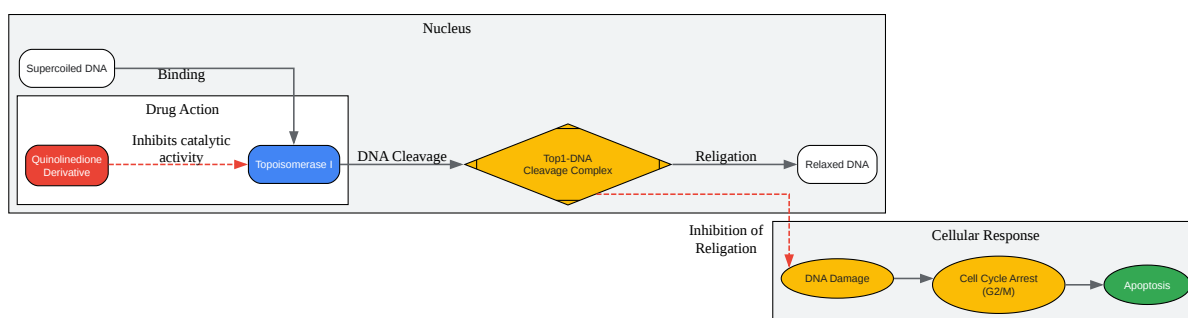 Nucleus
Supercoiled DNA
Binding
Drug Action
Inhibits catalytic
activity
Quinolinedione
Derivative
Topoisomerase I
DNA Cleavage
Top1-DNA
Cleavage Complex
Religation
Relaxed DNA
Inhibition of
Religation
Cellular Response
DNA Damage
Cell Cycle Arrest
(G2/M)
Apoptosis